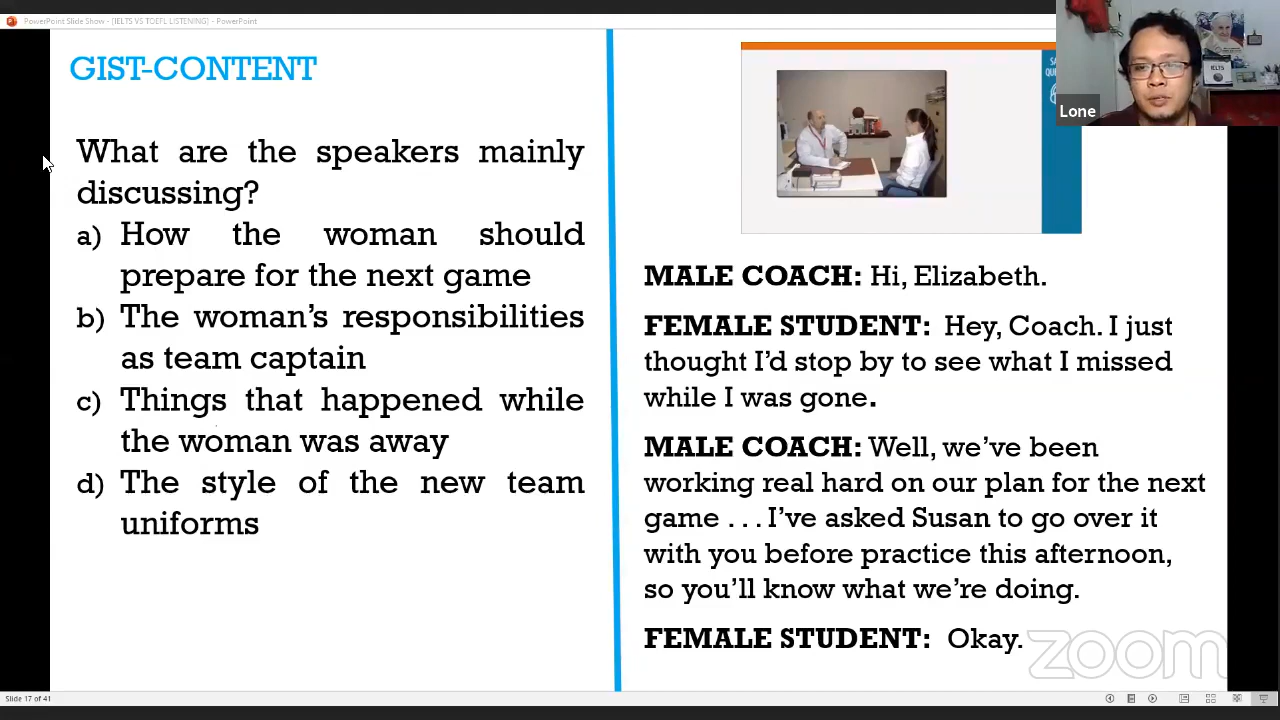 PowerPoint Slide Show - [IELTS VS TOEFL LISTENING] - PowerPoint
GIST-CONTENT
What are the speakers mainly
discussing?
a) How the woman should
prepare for the next game
b) The woman's responsibilities
as team captain
c) Things that happened while
the woman was away
d) The style of the new team
uniforms
Lone
IELTS
MALE COACH: Hi, Elizabeth.
FEMALE STUDENT: Hey, Coach. I just
thought I'd stop by to see what I missed
while I was gone.
MALE COACH: Well, we've been
working real hard on our plan for the next
game . . . I've asked Susan to go over it
with you before practice this afternoon,
so you'll know what we're doing.
FEMALE STUDENT: Okay.
zoom
Slide 17 of 41